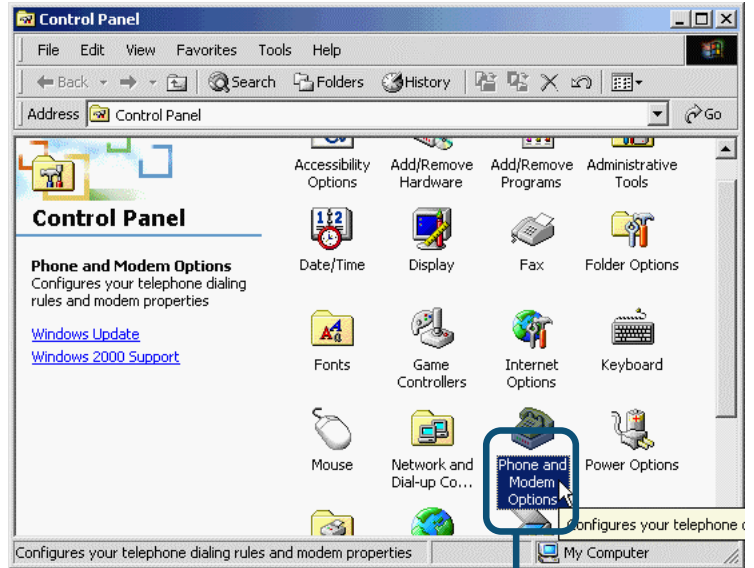 Control Panel
File Edit View Favorites Tools Help
Back Search Folders History
Address Control Panel Go
Control Panel
Phone and Modem Options
Configures your telephone dialing
rules and modem properties
Windows Update
Windows 2000 Support
Accessibility Options
Add/Remove Hardware
Add/Remove Programs
Administrative Tools
Date/Time
Display
Fax
Folder Options
Fonts
Game Controllers
Internet Options
Keyboard
Mouse
Network and Dial-up Co...
Phone and Modem Options
Power Options
Configures your telephone
Configures your telephone dialing rules and modem properties
My Computer